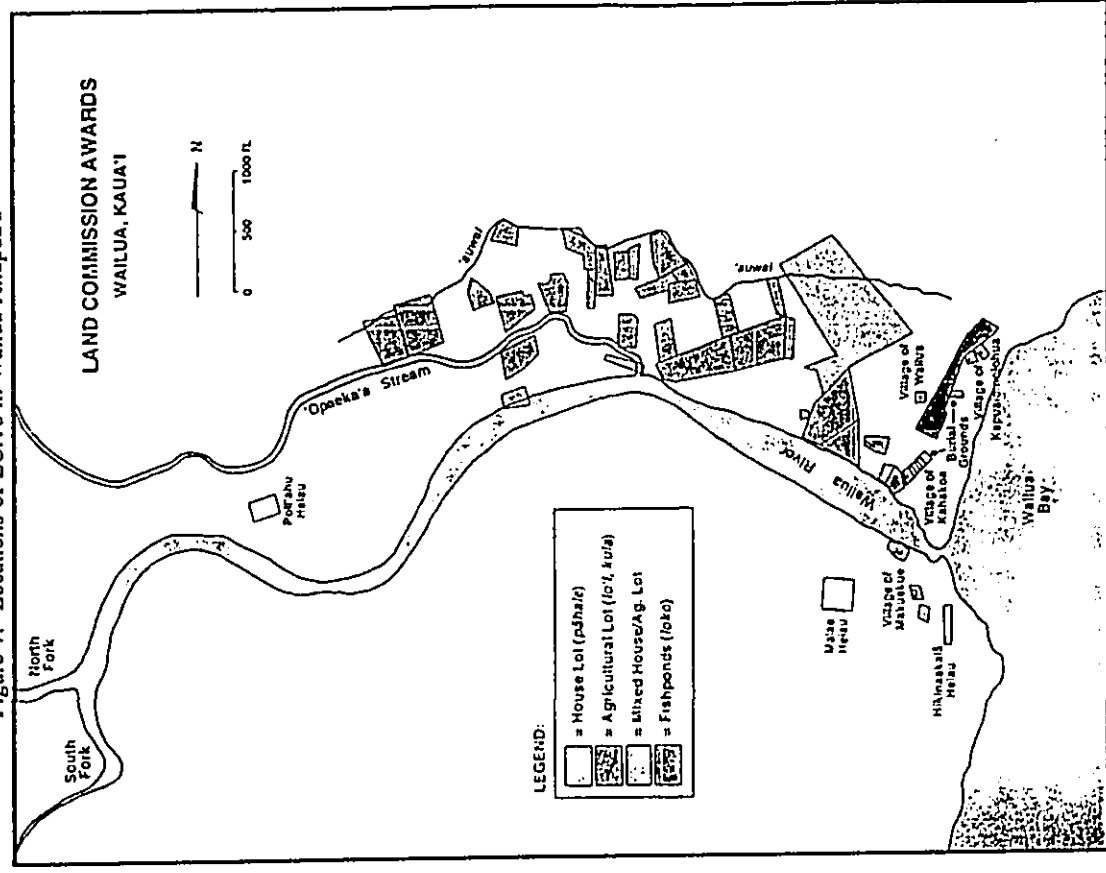 LAND COMMISSION AWARDS
WAILUA, KAUA'I
N
0 500 1000 ft.
North
Fork
South
Fork
'Opaeka'a Stream
'auwai
'auwai
Poli'ahu
Heiau
Wailua River
Village of
Wailua
Burial
Grounds
Village of
Village of
Kahakoa
Wailua
Bay
Malae
Heiau
Village of
Hikinaakalā
Heiau
LEGEND:
= House Lot (pāhale)
= Agricultural Lot (lo'i, kula)
= Mixed House/Ag. Lot
= Fishponds (loko)